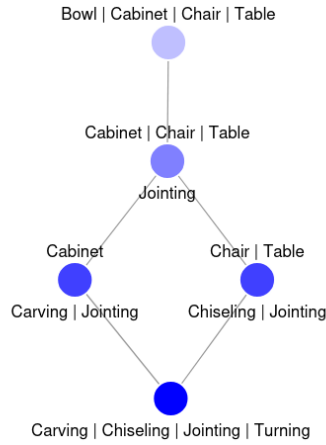 Bowl | Cabinet | Chair | Table
Cabinet | Chair | Table
Jointing
Cabinet
Chair | Table
Carving | Jointing
Chiseling | Jointing
Carving | Chiseling | Jointing | Turning